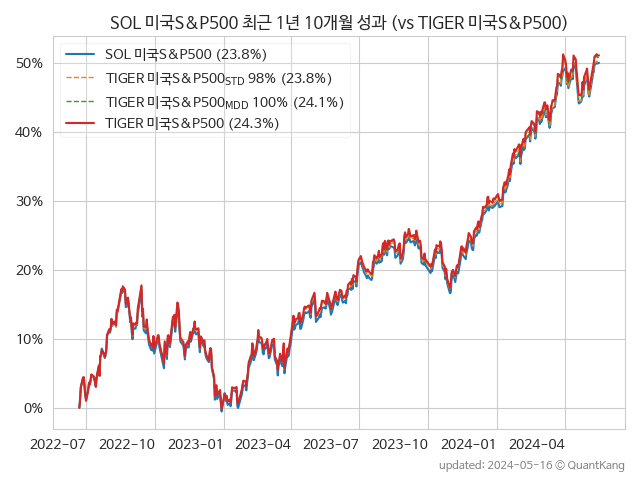 SOL 미국S&P500 최근 1년 10개월 성과 (vs TIGER 미국S&P500)
SOL 미국S&P500 (23.8%)
TIGER 미국S&P500STD 98% (23.8%)
TIGER 미국S&P500MDD 100% (24.1%)
TIGER 미국S&P500 (24.3%)
50%
40%
30%
20%
10%
0%
2022-07 2022-10 2023-01 2023-04 2023-07 2023-10 2024-01 2024-04
updated: 2024-05-16 © QuantKang